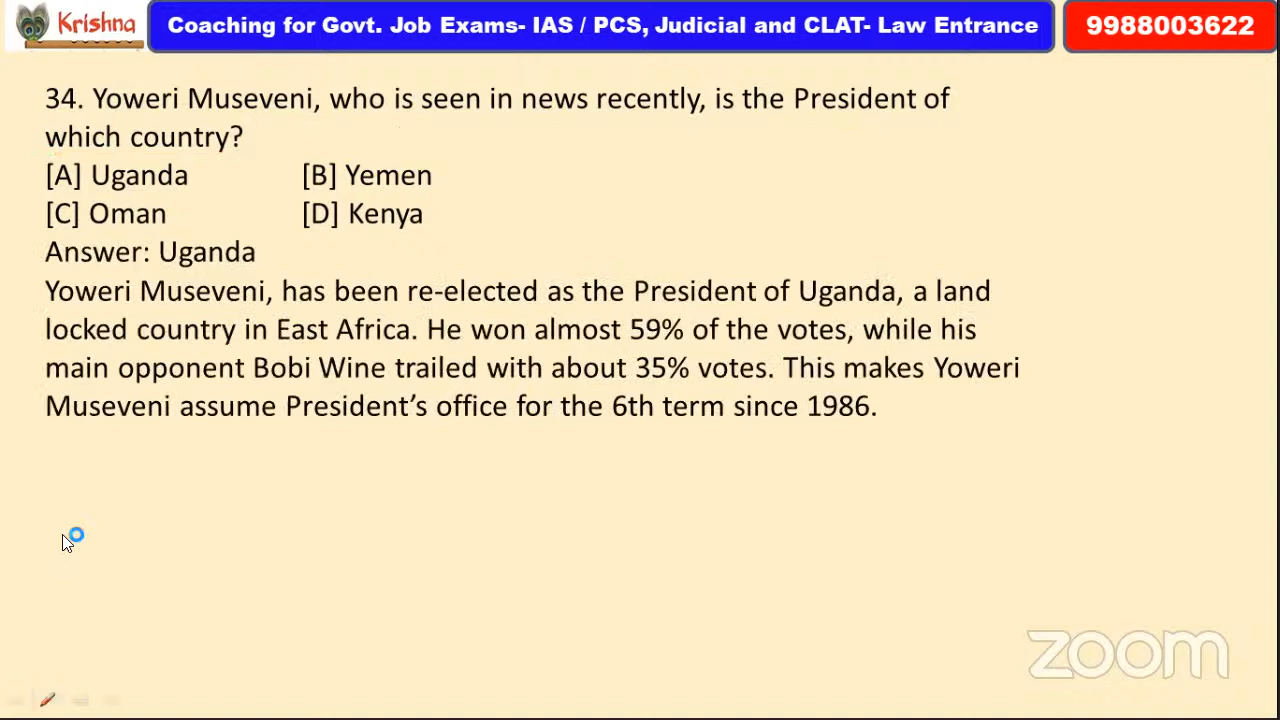 Krishna
Coaching for Govt. Job Exams- IAS / PCS, Judicial and CLAT- Law Entrance
9988003622
34. Yoweri Museveni, who is seen in news recently, is the President of
which country?
[A] Uganda [B] Yemen
[C] Oman [D] Kenya
Answer: Uganda
Yoweri Museveni, has been re-elected as the President of Uganda, a land
locked country in East Africa. He won almost 59% of the votes, while his
main opponent Bobi Wine trailed with about 35% votes. This makes Yoweri
Museveni assume President’s office for the 6th term since 1986.
zoom